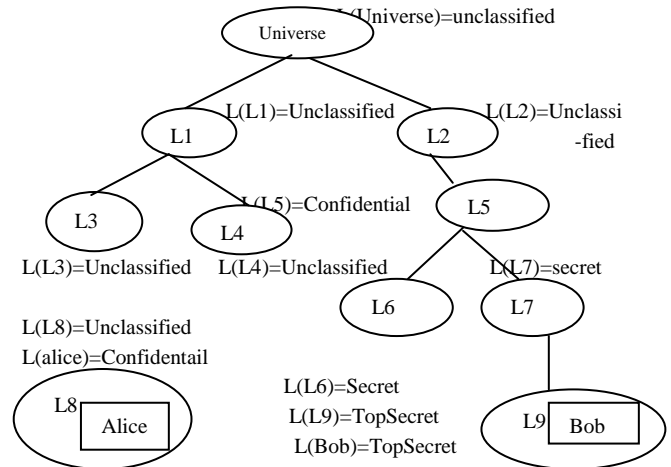 L(Universe)=unclassified
Universe
L(L1)=Unclassified
L(L2)=Unclassi
-fied
L1
L2
L(L5)=Confidential
L3
L4
L5
L(L3)=Unclassified
L(L4)=Unclassified
L(L7)=secret
L6
L7
L(L8)=Unclassified
L(alice)=Confidentail
L(L6)=Secret
L8
Alice
L(L9)=TopSecret
L9
Bob
L(Bob)=TopSecret